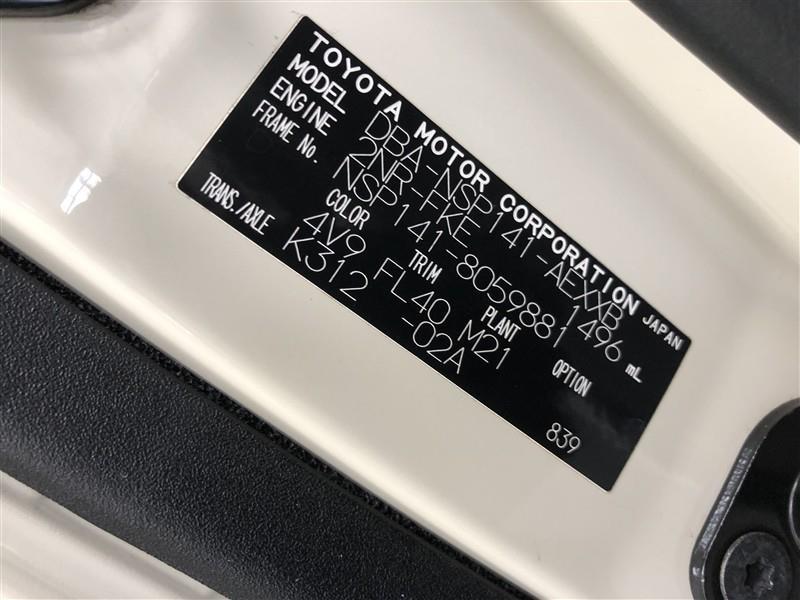 TOYOTA MOTOR CORPORATION JAPAN
MODEL DBA-NSP141-AEXXB
ENGINE 2NR-FKE 1496 mL
FRAME No. NSP141-8059881
COLOR TRIM PLANT OPTION
4V9 FL40 M21
TRANS./AXLE K312 -02A
839